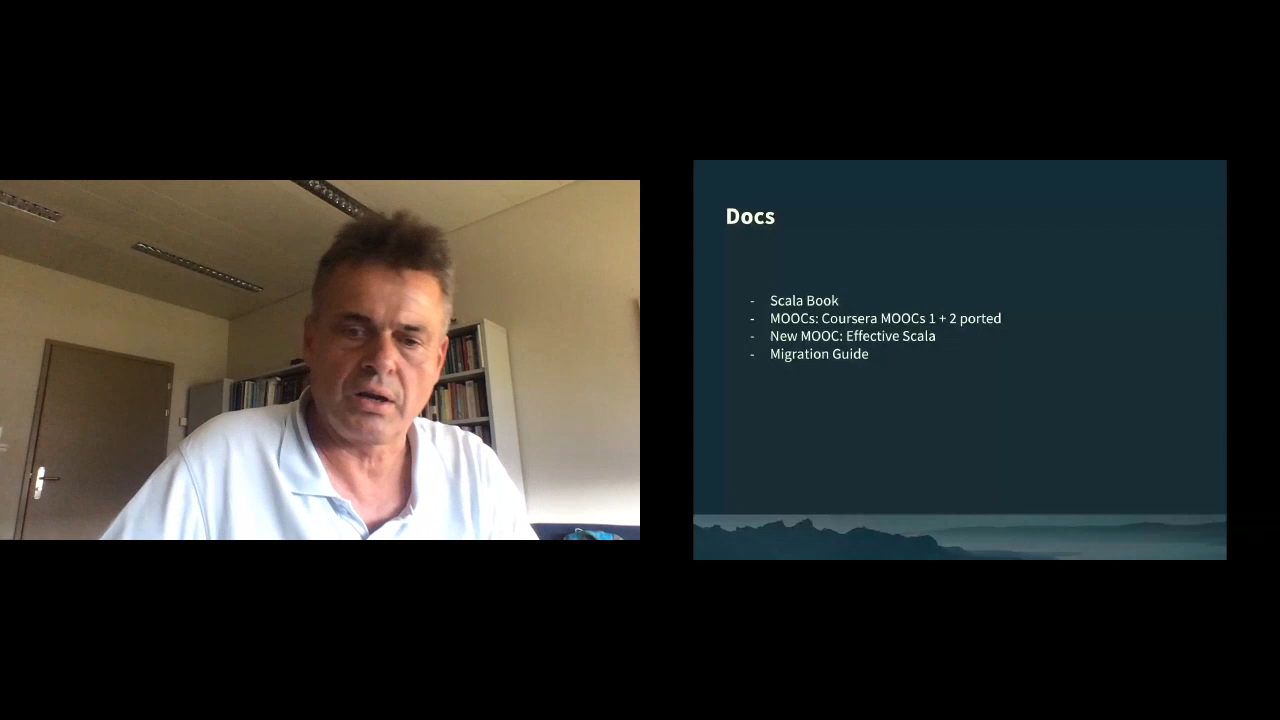 Docs
- Scala Book
- MOOCs: Coursera MOOCs 1 + 2 ported
- New MOOC: Effective Scala
- Migration Guide